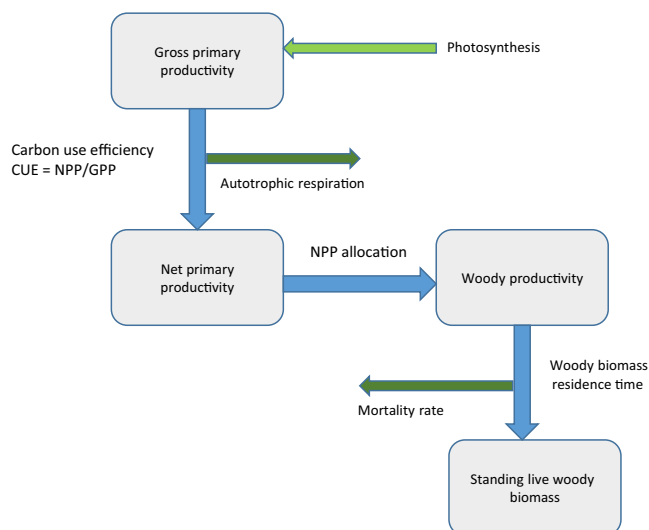 Gross primary
productivity
Photosynthesis
Carbon use efficiency
CUE = NPP/GPP
Autotrophic respiration
NPP allocation
Net primary
productivity
Woody productivity
Woody biomass
residence time
Mortality rate
Standing live woody
biomass